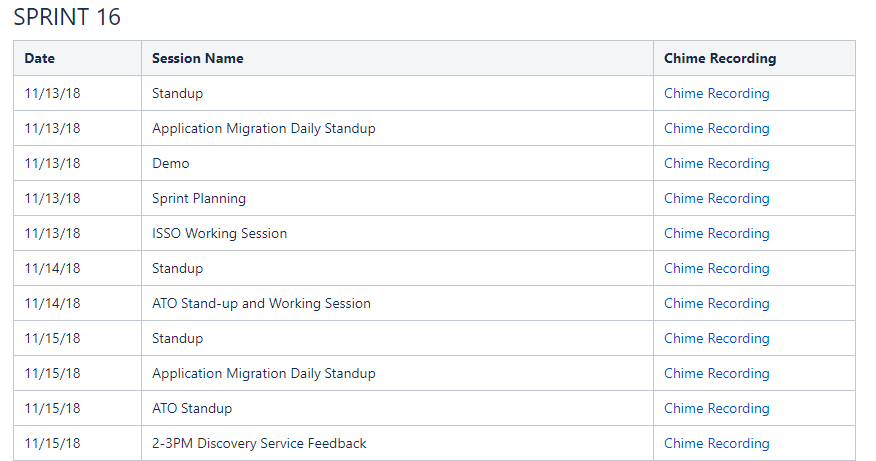 SPRINT 16
Date Session Name Chime Recording
11/13/18 Standup Chime Recording
11/13/18 Application Migration Daily Standup Chime Recording
11/13/18 Demo Chime Recording
11/13/18 Sprint Planning Chime Recording
11/13/18 ISSO Working Session Chime Recording
11/14/18 Standup Chime Recording
11/14/18 ATO Stand-up and Working Session Chime Recording
11/15/18 Standup Chime Recording
11/15/18 Application Migration Daily Standup Chime Recording
11/15/18 ATO Standup Chime Recording
11/15/18 2-3PM Discovery Service Feedback Chime Recording